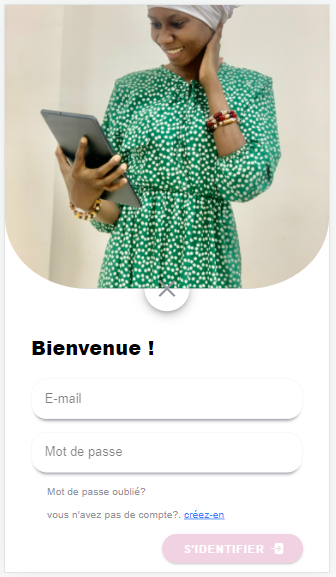 Bienvenue !
E-mail
Mot de passe
Mot de passe oublié?
vous n'avez pas de compte?. créez-en
S'IDENTIFIER